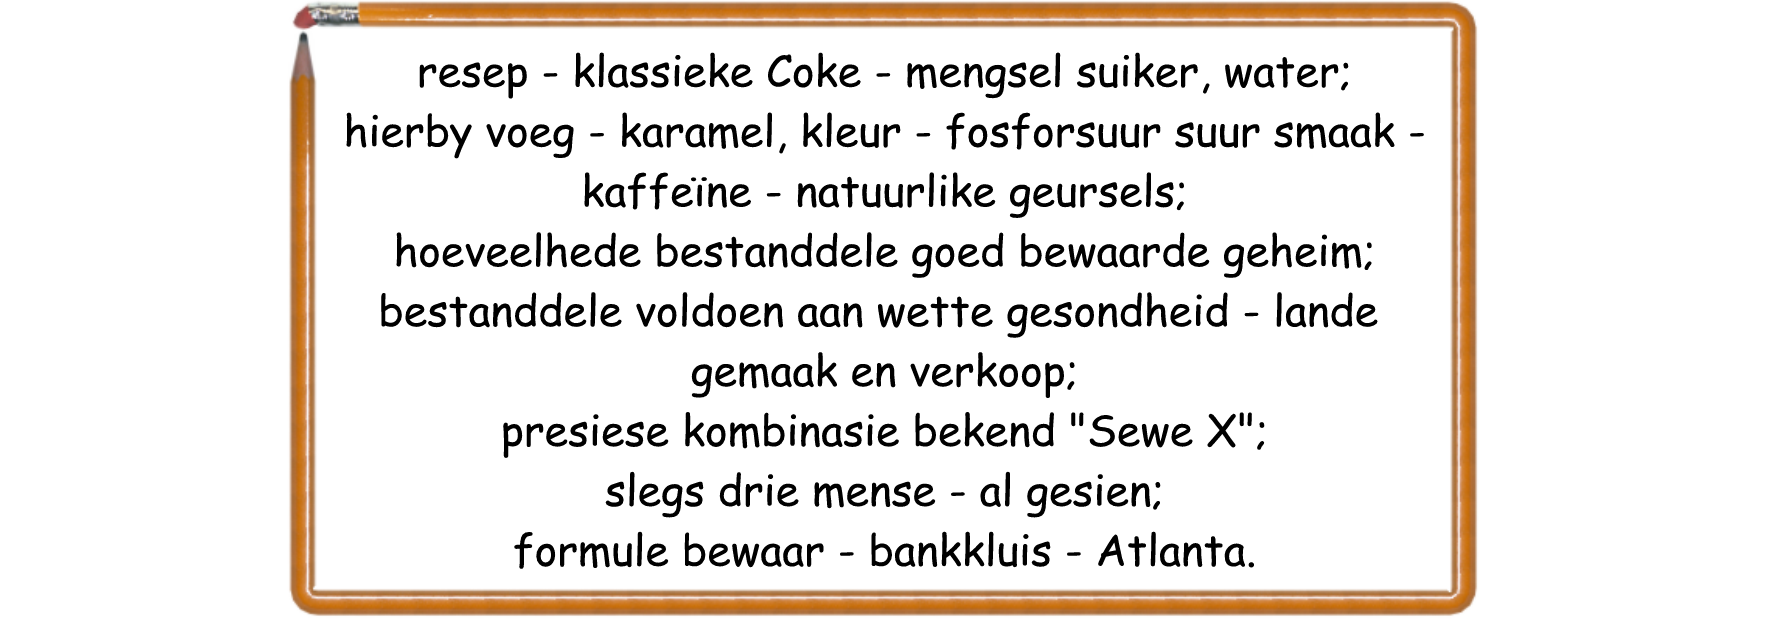 resep - klassieke Coke - mengsel suiker, water;
hierby voeg - karamel, kleur - fosforsuur suur smaak -
kaffeïne - natuurlike geursels;
hoeveelhede bestanddele goed bewaarde geheim;
bestanddele voldoen aan wette gesondheid - lande
gemaak en verkoop;
presiese kombinasie bekend "Sewe X";
slegs drie mense - al gesien;
formule bewaar - bankkluis - Atlanta.